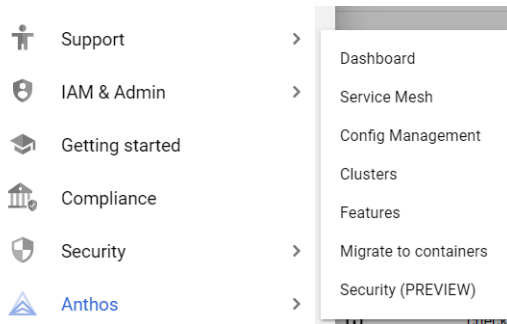 Support
IAM & Admin
Getting started
Compliance
Security
Anthos
Dashboard
Service Mesh
Config Management
Clusters
Features
Migrate to containers
Security (PREVIEW)